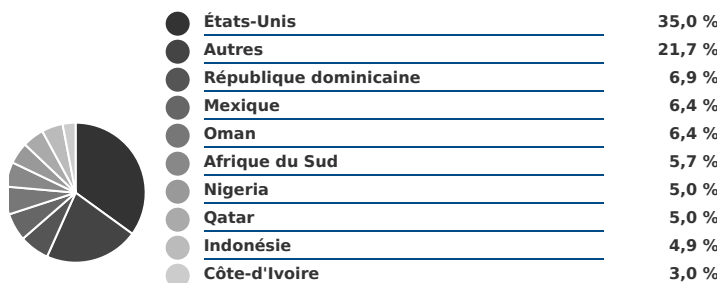 États-Unis 35,0 %
Autres 21,7 %
République dominicaine 6,9 %
Mexique 6,4 %
Oman 6,4 %
Afrique du Sud 5,7 %
Nigeria 5,0 %
Qatar 5,0 %
Indonésie 4,9 %
Côte-d'Ivoire 3,0 %